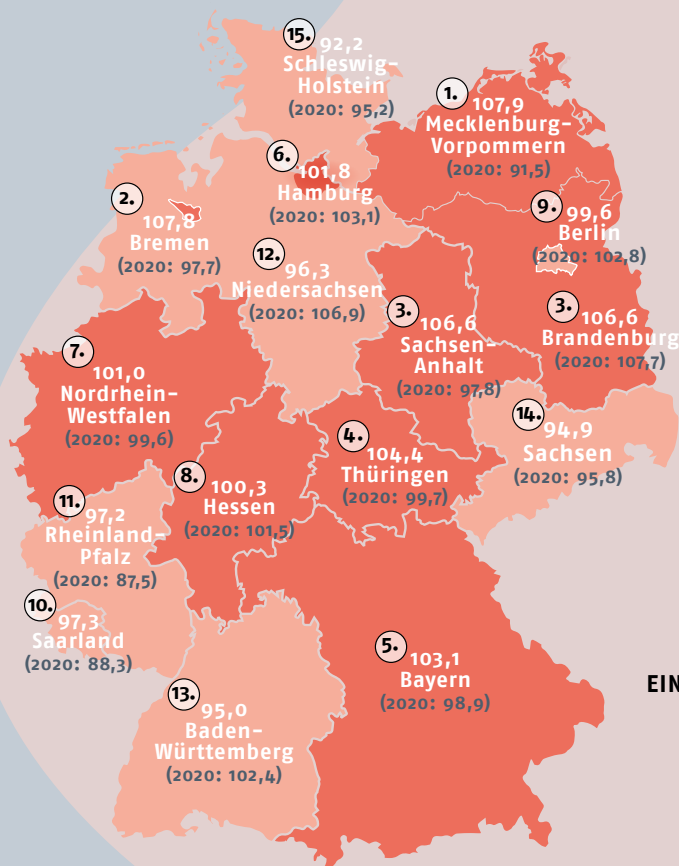 15.
92,2
Schleswig-
Holstein
(2020: 95,2)
1.
107,9
Mecklenburg-
Vorpommern
(2020: 91,5)
6.
101,8
Hamburg
(2020: 103,1)
2.
107,8
Bremen
(2020: 97,7)
9.
99,6
Berlin
(2020: 102,8)
12.
96,3
Niedersachsen
(2020: 106,9)
3.
106,6
Sachsen-
Anhalt
(2020: 97,8)
3.
106,6
Brandenburg
(2020: 107,7)
7.
101,0
Nordrhein-
Westfalen
(2020: 99,6)
14.
94,9
Sachsen
(2020: 95,8)
4.
104,4
Thüringen
(2020: 99,7)
8.
100,3
Hessen
(2020: 101,5)
11.
97,2
Rheinland-
Pfalz
(2020: 87,5)
10.
97,3
Saarland
(2020: 88,3)
5.
103,1
Bayern
(2020: 98,9)
EIN
13.
95,0
Baden-
Württemberg
(2020: 102,4)